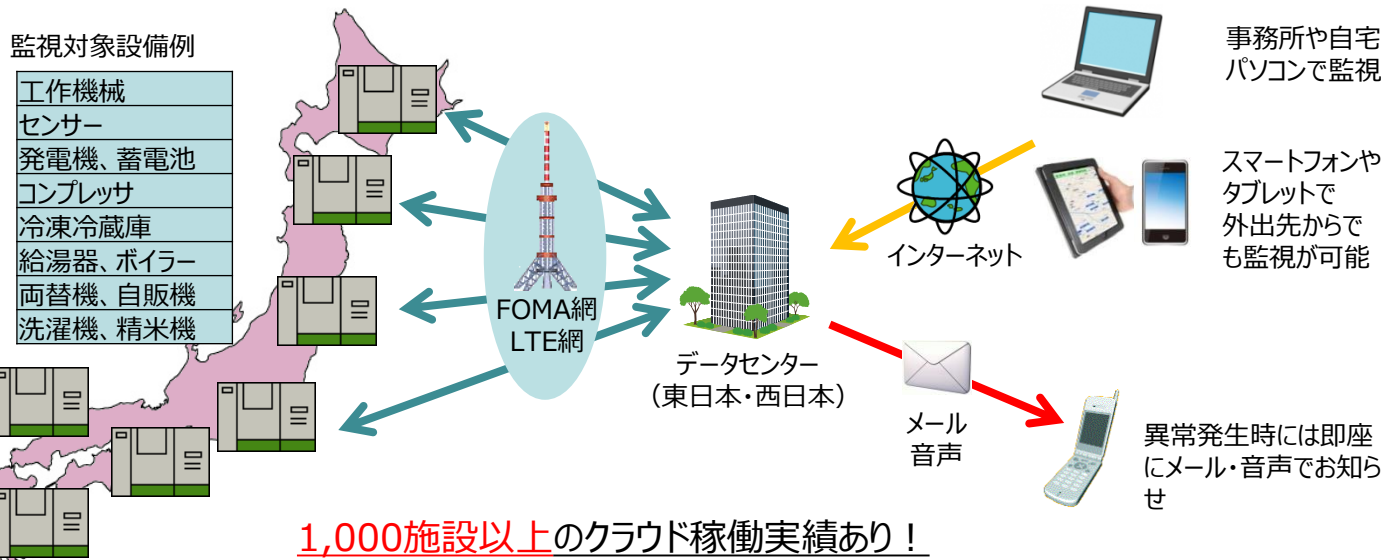 監視対象設備例
工作機械
センサー
発電機、蓄電池
コンプレッサ
冷凍冷蔵庫
給湯器、ボイラー
両替機、自販機
洗濯機、精米機
FOMA網
LTE網
データセンター
（東日本・西日本）
インターネット
メール
音声
事務所や自宅
パソコンで監視
スマートフォンや
タブレットで
外出先からで
も監視が可能
異常発生時には即座
にメール・音声でお知ら
せ
1,000施設以上のクラウド稼働実績あり！